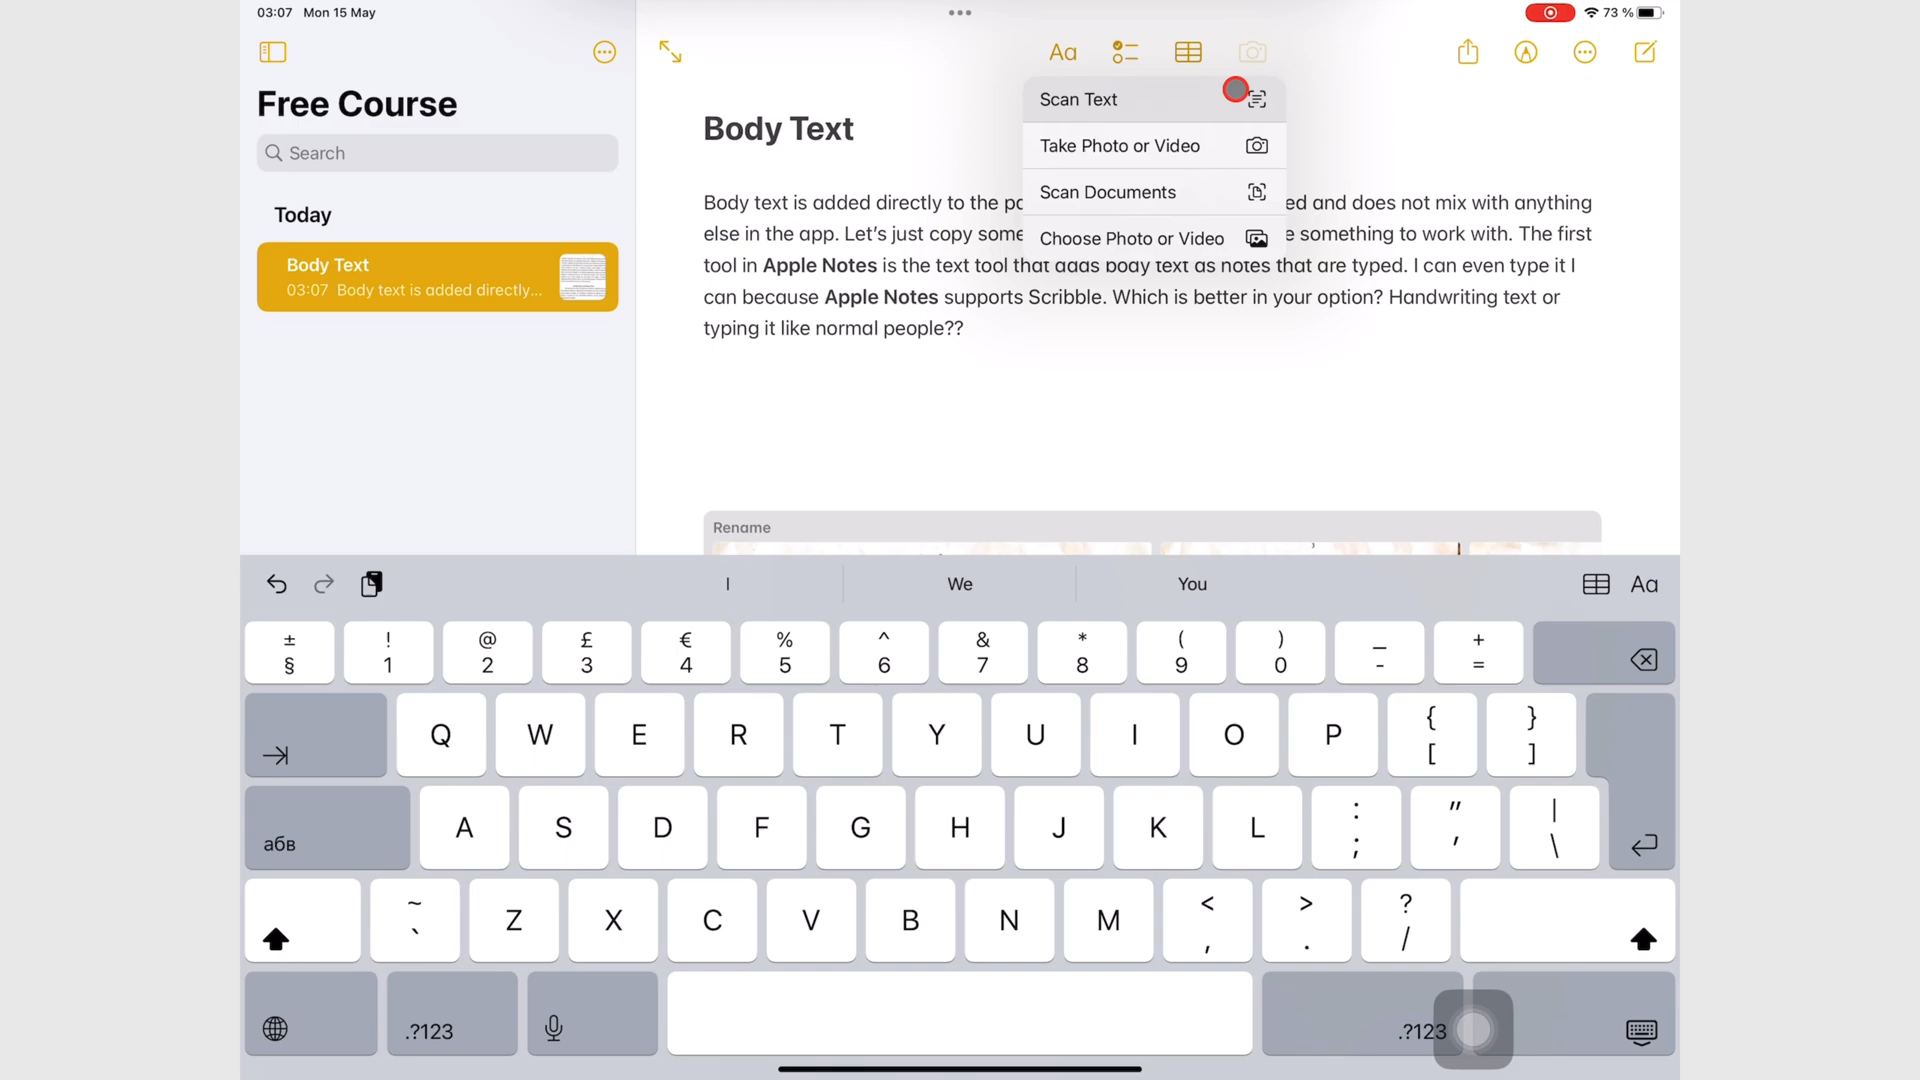 03:07 Mon 15 May
73 %
Free Course
Search
Today
Body Text
03:07 Body text is added directly...
Aa
Scan Text
Take Photo or Video
Scan Documents
Choose Photo or Video
Body Text
Body text is added directly to the ed and does not mix with anything
else in the app. Let's just copy some something to work with. The first
tool in Apple Notes is the text tool that adds body text as notes that are typed. I can even type it I
can because Apple Notes supports Scribble. Which is better in your option? Handwriting text or
typing it like normal people??
Rename
I We You Aa
± ! @ £ € % ^ & * ( ) _ +
§ 1 2 3 4 5 6 7 8 9 0 - =
Q W E R T Y U I O P { }
[ ]
A S D F G H J K L : " |
абв ; ' \
~ Z X C V B N M < > ?
` , . /
.?123 .?123